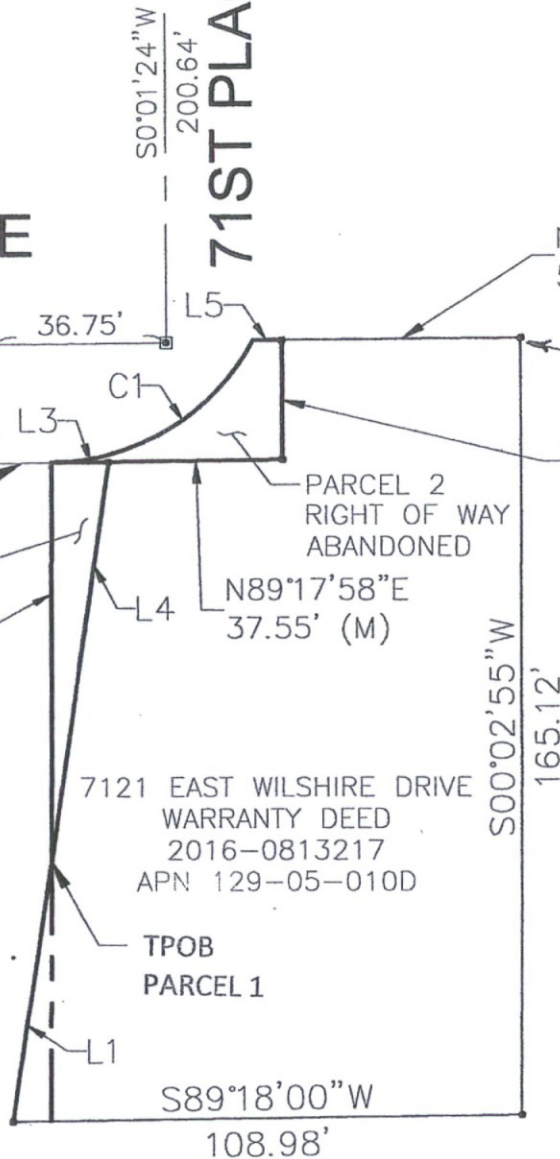 S0°01'24"W
200.64'
71ST PLA
E
36.75'
L5
C1
L3
PARCEL 2
RIGHT OF WAY
ABANDONED
L4
N89°17'58"E
37.55' (M)
S00°02'55"W
165.12'
7121 EAST WILSHIRE DRIVE
WARRANTY DEED
2016-0813217
APN 129-05-010D
TPOB
PARCEL 1
L1
S89°18'00"W
108.98'